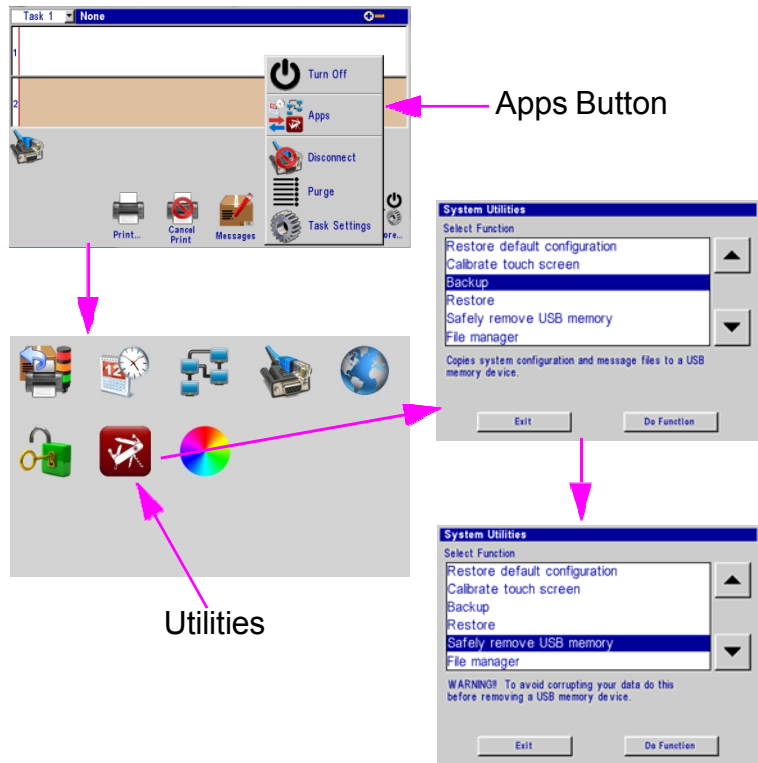 Task 1 None
1
2
Turn Off
Apps
Disconnect
Purge
Task Settings
Print...
Cancel
Print
Messages
ore...
Apps Button
12
Utilities
System Utilities
Select Function
Restore default configuration
Calibrate touch screen
Backup
Restore
Safely remove USB memory
File manager
Copies system configuration and message files to a USB
memory device.
Exit Do Function
System Utilities
Select Function
Restore default configuration
Calibrate touch screen
Backup
Restore
Safely remove USB memory
File manager
WARNING!! To avoid corrupting your data do this
before removing a USB memory device.
Exit Do Function